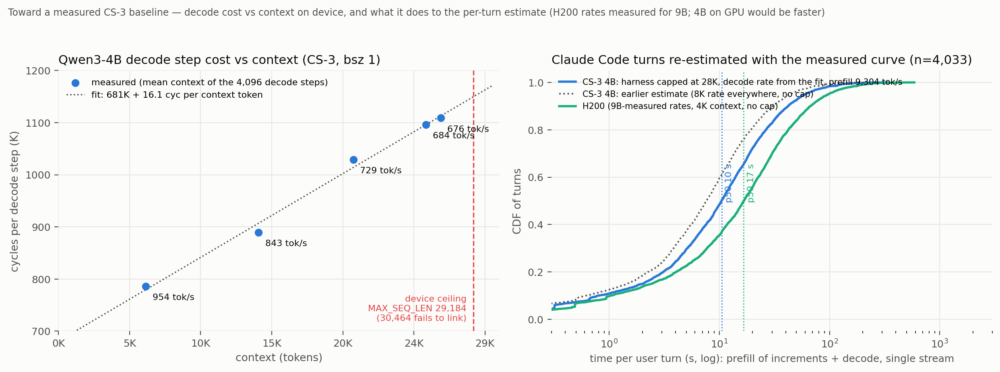 Toward a measured CS-3 baseline — decode cost vs context on device, and what it does to the per-turn estimate (H200 rates measured for 9B; 4B on GPU would be faster)
Qwen3-4B decode step cost vs context (CS-3, bsz 1)
measured (mean context of the 4,096 decode steps)
fit: 681K + 16.1 cyc per context token
cycles per decode step (K)
1200
1100
1000
900
800
700
954 tok/s
843 tok/s
729 tok/s
684 tok/s
676 tok/s
device ceiling
MAX_SEQ_LEN 29,184
(30,464 fails to link)
0K
5K
10K
15K
20K
24K
29K
context (tokens)
Claude Code turns re-estimated with the measured curve (n=4,033)
CS-3 4B: harness capped at 28K, decode rate from the fit, prefill 9,304 tok/s
CS-3 4B: earlier estimate (8K rate everywhere, no cap)
H200 (9B-measured rates, 4K context, no cap)
CDF of turns
1.0
0.8
0.6
0.4
0.2
0.0
p50 10 s
p50 17 s
10⁰
10¹
10²
10³
time per user turn (s, log): prefill of increments + decode, single stream